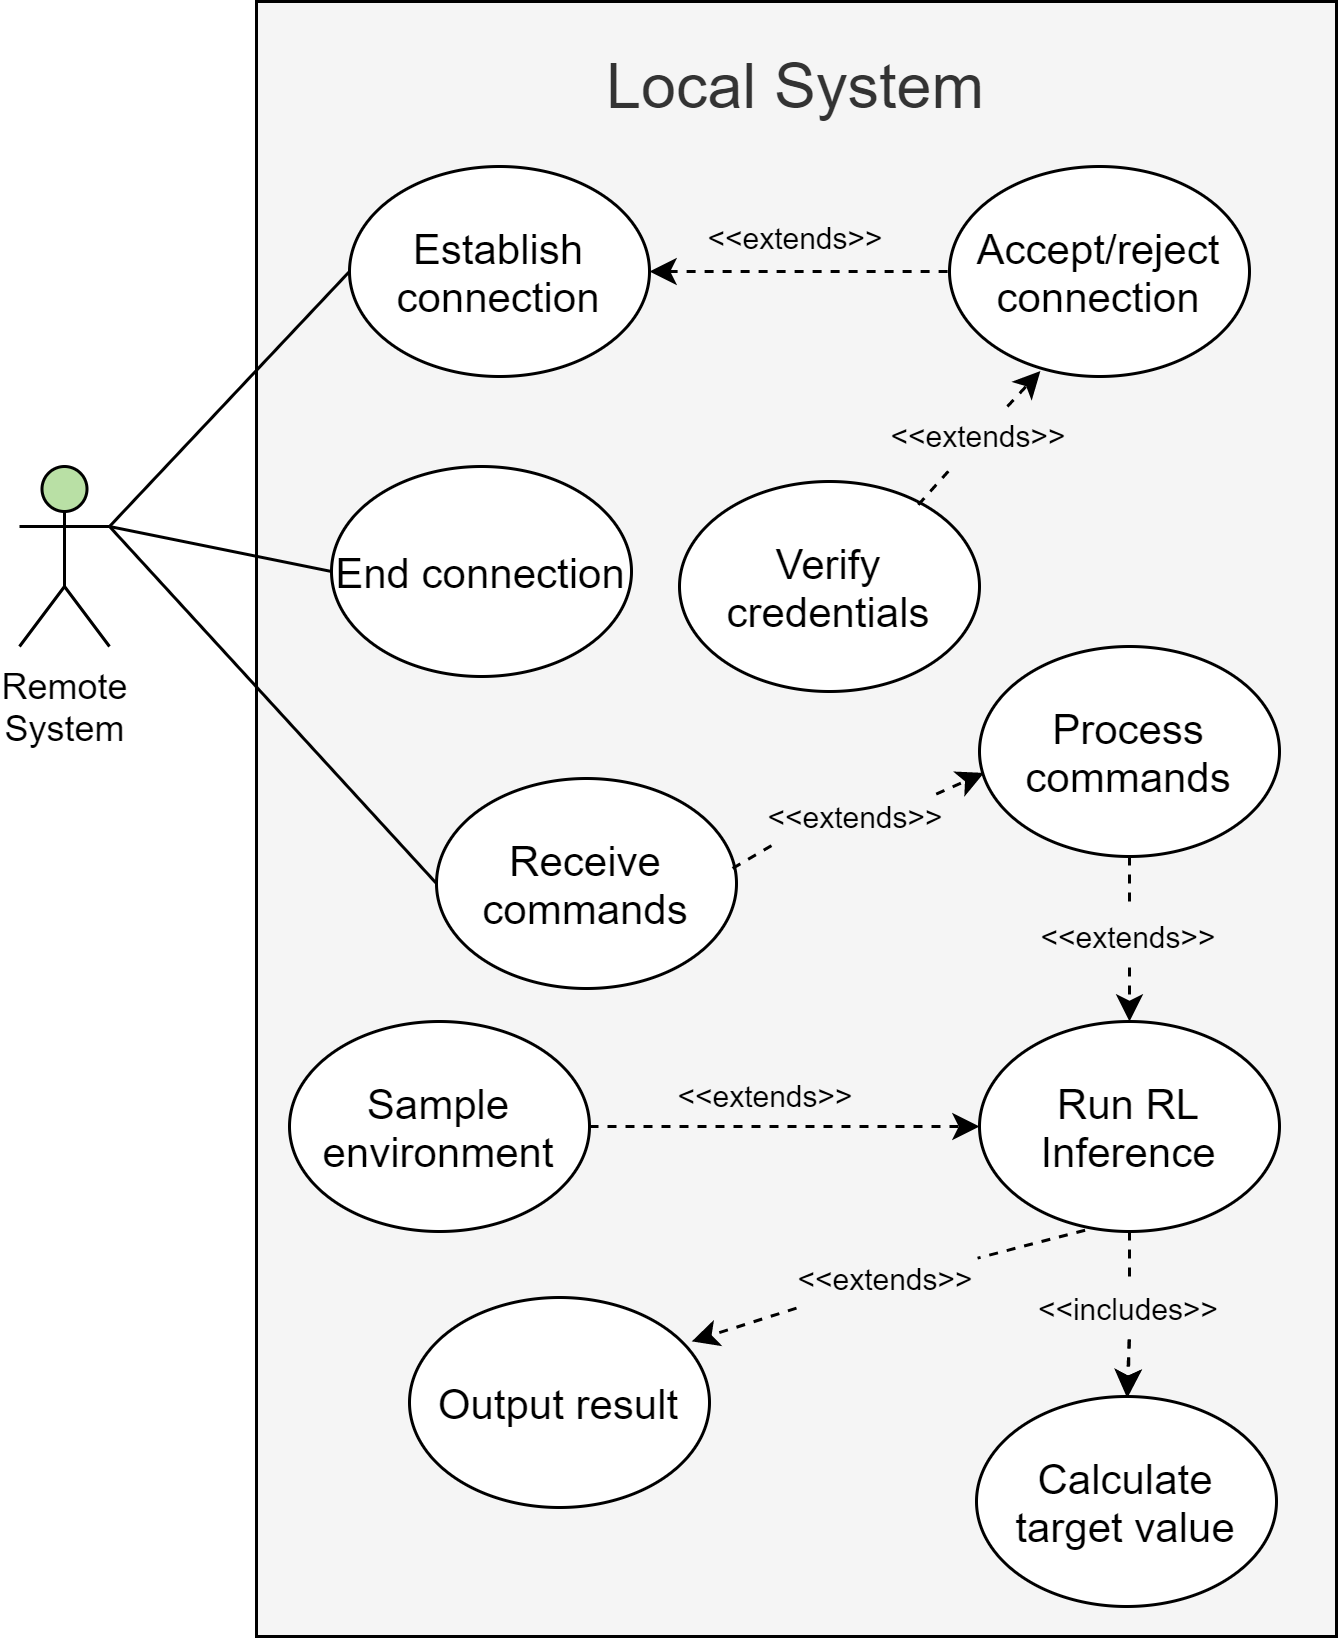 Local System
Establish
connection
<<extends>>
Accept/reject
connection
<<extends>>
End connection
Verify
credentials
Remote
System
Process
commands
<<extends>>
Receive
commands
<<extends>>
Sample
environment
<<extends>>
Run RL
Inference
<<extends>>
<<includes>>
Output result
Calculate
target value